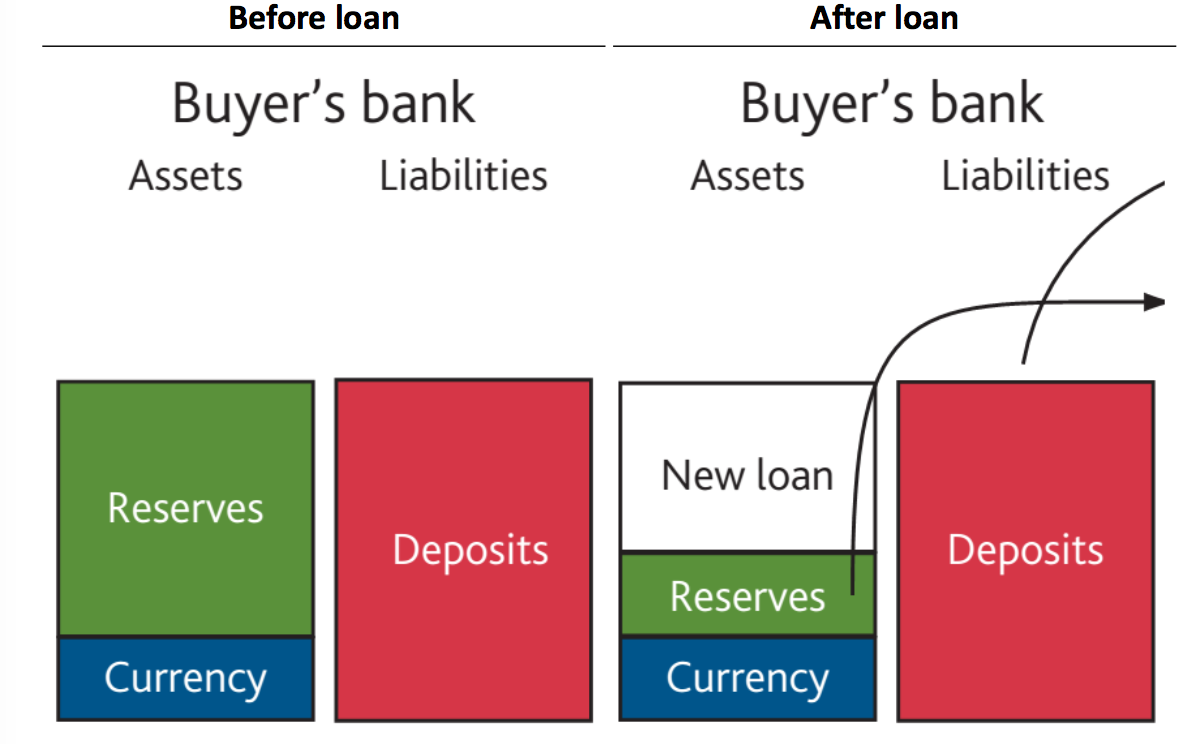 Before loan
After loan
Buyer’s bank
Buyer’s bank
Assets
Liabilities
Assets
Liabilities
Reserves
Deposits
Currency
New loan
Reserves
Currency
Deposits